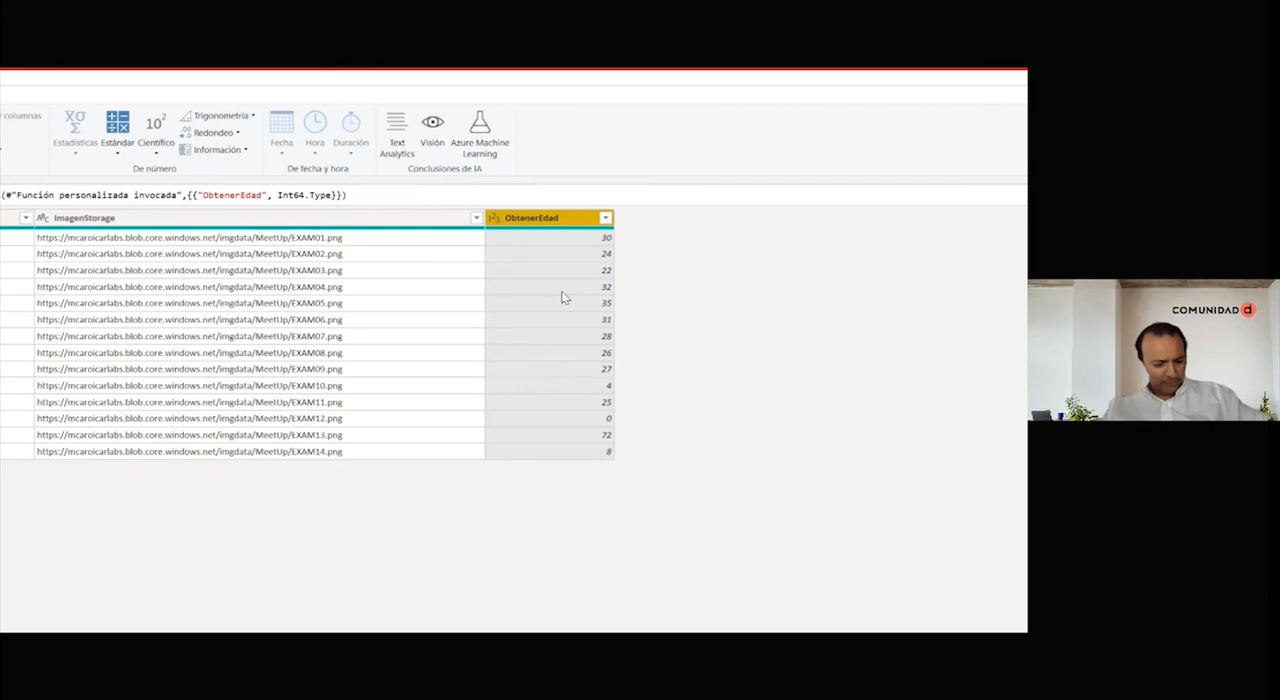 r columnas
Estadísticas
Estándar
10²
Científico
Trigonometría
Redondeo
Información
De número
Fecha
Hora
Duración
De fecha y hora
Text Analytics
Visión
Azure Machine Learning
Conclusiones de IA
(#"Función personalizada invocada",{{"ObtenerEdad", Int64.Type}})
ImagenStorage ObtenerEdad
https://mcaroicarlabs.blob.core.windows.net/imgdata/MeetUp/EXAM01.png 30
https://mcaroicarlabs.blob.core.windows.net/imgdata/MeetUp/EXAM02.png 24
https://mcaroicarlabs.blob.core.windows.net/imgdata/MeetUp/EXAM03.png 22
https://mcaroicarlabs.blob.core.windows.net/imgdata/MeetUp/EXAM04.png 32
https://mcaroicarlabs.blob.core.windows.net/imgdata/MeetUp/EXAM05.png 35
https://mcaroicarlabs.blob.core.windows.net/imgdata/MeetUp/EXAM06.png 31
https://mcaroicarlabs.blob.core.windows.net/imgdata/MeetUp/EXAM07.png 28
https://mcaroicarlabs.blob.core.windows.net/imgdata/MeetUp/EXAM08.png 26
https://mcaroicarlabs.blob.core.windows.net/imgdata/MeetUp/EXAM09.png 27
https://mcaroicarlabs.blob.core.windows.net/imgdata/MeetUp/EXAM10.png 4
https://mcaroicarlabs.blob.core.windows.net/imgdata/MeetUp/EXAM11.png 25
https://mcaroicarlabs.blob.core.windows.net/imgdata/MeetUp/EXAM12.png 0
https://mcaroicarlabs.blob.core.windows.net/imgdata/MeetUp/EXAM13.png 72
https://mcaroicarlabs.blob.core.windows.net/imgdata/MeetUp/EXAM14.png 8
COMUNIDAD d